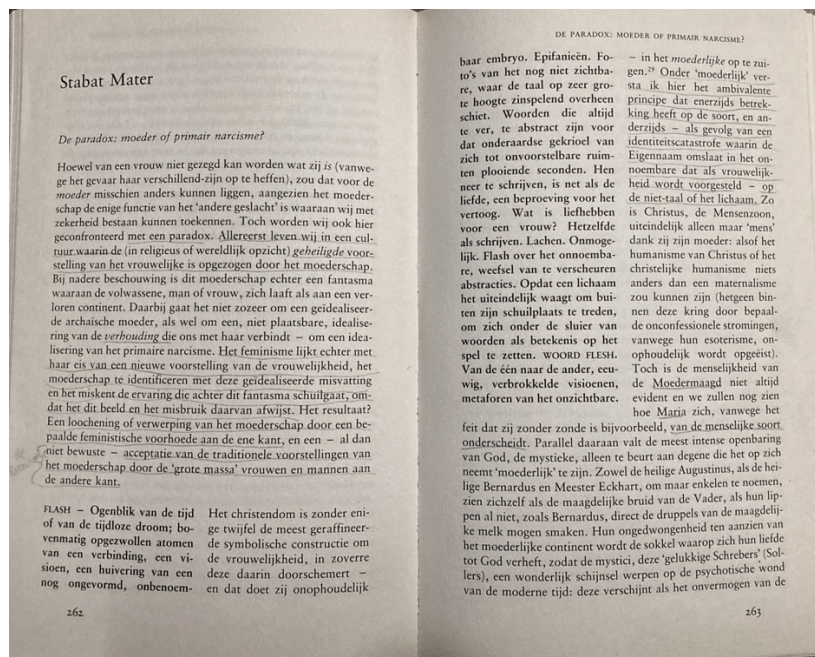 Stabat Mater
De paradox: moeder of primair narcisme?
Hoewel van een vrouw niet gezegd kan worden wat zij is (vanwe-
ge het gevaar haar verschillend-zijn op te heffen), zou dat voor de
moeder misschien anders kunnen liggen, aangezien het moeder-
schap de enige functie van het 'andere geslacht' is waaraan wij met
zekerheid bestaan kunnen toekennen. Toch worden wij ook hier
geconfronteerd met een paradox. Allereerst leven wij in een cul-
tuur waarin de (in religieus of wereldlijk opzicht) geheiligde voor-
stelling van het vrouwelijke is opgezogen door het moederschap.
Bij nadere beschouwing is dit moederschap echter een fantasma
waaraan de volwassene, man of vrouw, zich laaft als aan een ver-
loren continent. Daarbij gaat het niet zozeer om een geïdealiseer-
de archaïsche moeder, als wel om een, niet plaatsbare, idealise-
ring van de verhouding die ons met haar verbindt – om een idea-
lisering van het primaire narcisme. Het feminisme lijkt echter met
haar eis van een nieuwe voorstelling van de vrouwelijkheid, het
moederschap te identificeren met deze geïdealiseerde misvatting
en het miskent de ervaring die achter dit fantasma schuilgaat, om-
dat het dit beeld en het misbruik daarvan afwijst. Het resultaat?
Een loochening of verwerping van het moederschap door een be-
paalde feministische voorhoede aan de ene kant, en een – al dan
niet bewuste – acceptatie van de traditionele voorstellingen van
het moederschap door de 'grote massa' vrouwen en mannen aan
de andere kant.
FLASH – Ogenblik van de tijd
of van de tijdloze droom; bo-
venmatig opgezwollen atomen
van een verbinding, een vi-
sioen, een huivering van een
nog ongevormd, onbenoem-
Het christendom is zonder eni-
ge twijfel de meest geraffineer-
de symbolische constructie om
de vrouwelijkheid, in zoverre
deze daarin doorschemert –
en dat doet zij onophoudelijk
262
DE PARADOX: MOEDER OF PRIMAIR NARCISME?
baar embryo. Epifanieën. Fo-
to's van het nog niet zichtba-
re, waar de taal op zeer gro-
te hoogte zinspelend overheen
schiet. Woorden die altijd
te ver, te abstract zijn voor
dat onderaardse gekrioel van
zich tot onvoorstelbare ruim-
ten plooiende seconden. Hen
neer te schrijven, is net als de
liefde, een beproeving voor het
vertoog. Wat is liefhebben
voor een vrouw? Hetzelfde
als schrijven. Lachen. Onmoge-
lijk. Flash over het onnoemba-
re, weefsel van te verscheuren
abstracties. Opdat een lichaam
het uiteindelijk waagt om bui-
ten zijn schuilplaats te treden,
om zich onder de sluier van
woorden als betekenis op het
spel te zetten. WOORD FLESH.
Van de één naar de ander, eeu-
wig, verbrokkelde visioenen,
metaforen van het onzichtbare.
– in het moederlijke op te zui-
gen.²⁹ Onder 'moederlijk' ver-
sta ik hier het ambivalente
principe dat enerzijds betrek-
king heeft op de soort, en an-
derzijds – als gevolg van een
identiteitscatastrofe waarin de
Eigennaam omslaat in het on-
noembare dat als vrouwelijk-
heid wordt voorgesteld – op
de niet-taal of het lichaam. Zo
is Christus, de Mensenzoon,
uiteindelijk alleen maar 'mens'
dank zij zijn moeder: alsof het
humanisme van Christus of het
christelijke humanisme niets
anders dan een maternalisme
zou kunnen zijn (hetgeen bin-
nen deze kring door bepaal-
de onconfessionele stromingen,
vanwege hun esoterisme, on-
ophoudelijk wordt opgeëist).
Toch is de menselijkheid van
de Moedermaagd niet altijd
evident en we zullen nog zien
hoe Maria zich, vanwege het
feit dat zij zonder zonde is bijvoorbeeld, van de menselijke soort
onderscheidt. Parallel daaraan valt de meest intense openbaring
van God, de mystieke, alleen te beurt aan degene die het op zich
neemt 'moederlijk' te zijn. Zowel de heilige Augustinus, als de hei-
lige Bernardus en Meester Eckhart, om maar enkelen te noemen,
zien zichzelf als de maagdelijke bruid van de Vader, als hun lip-
pen al niet, zoals Bernardus, direct de druppels van de maagdelij-
ke melk mogen smaken. Hun ongedwongenheid ten aanzien van
het moederlijke continent wordt de sokkel waarop zich hun liefde
tot God verheft, zodat de mystici, deze 'gelukkige Schrebers' (Sol-
lers), een wonderlijk schijnsel werpen op de psychotische wond
van de moderne tijd: deze verschijnt als het onvermogen van de
263